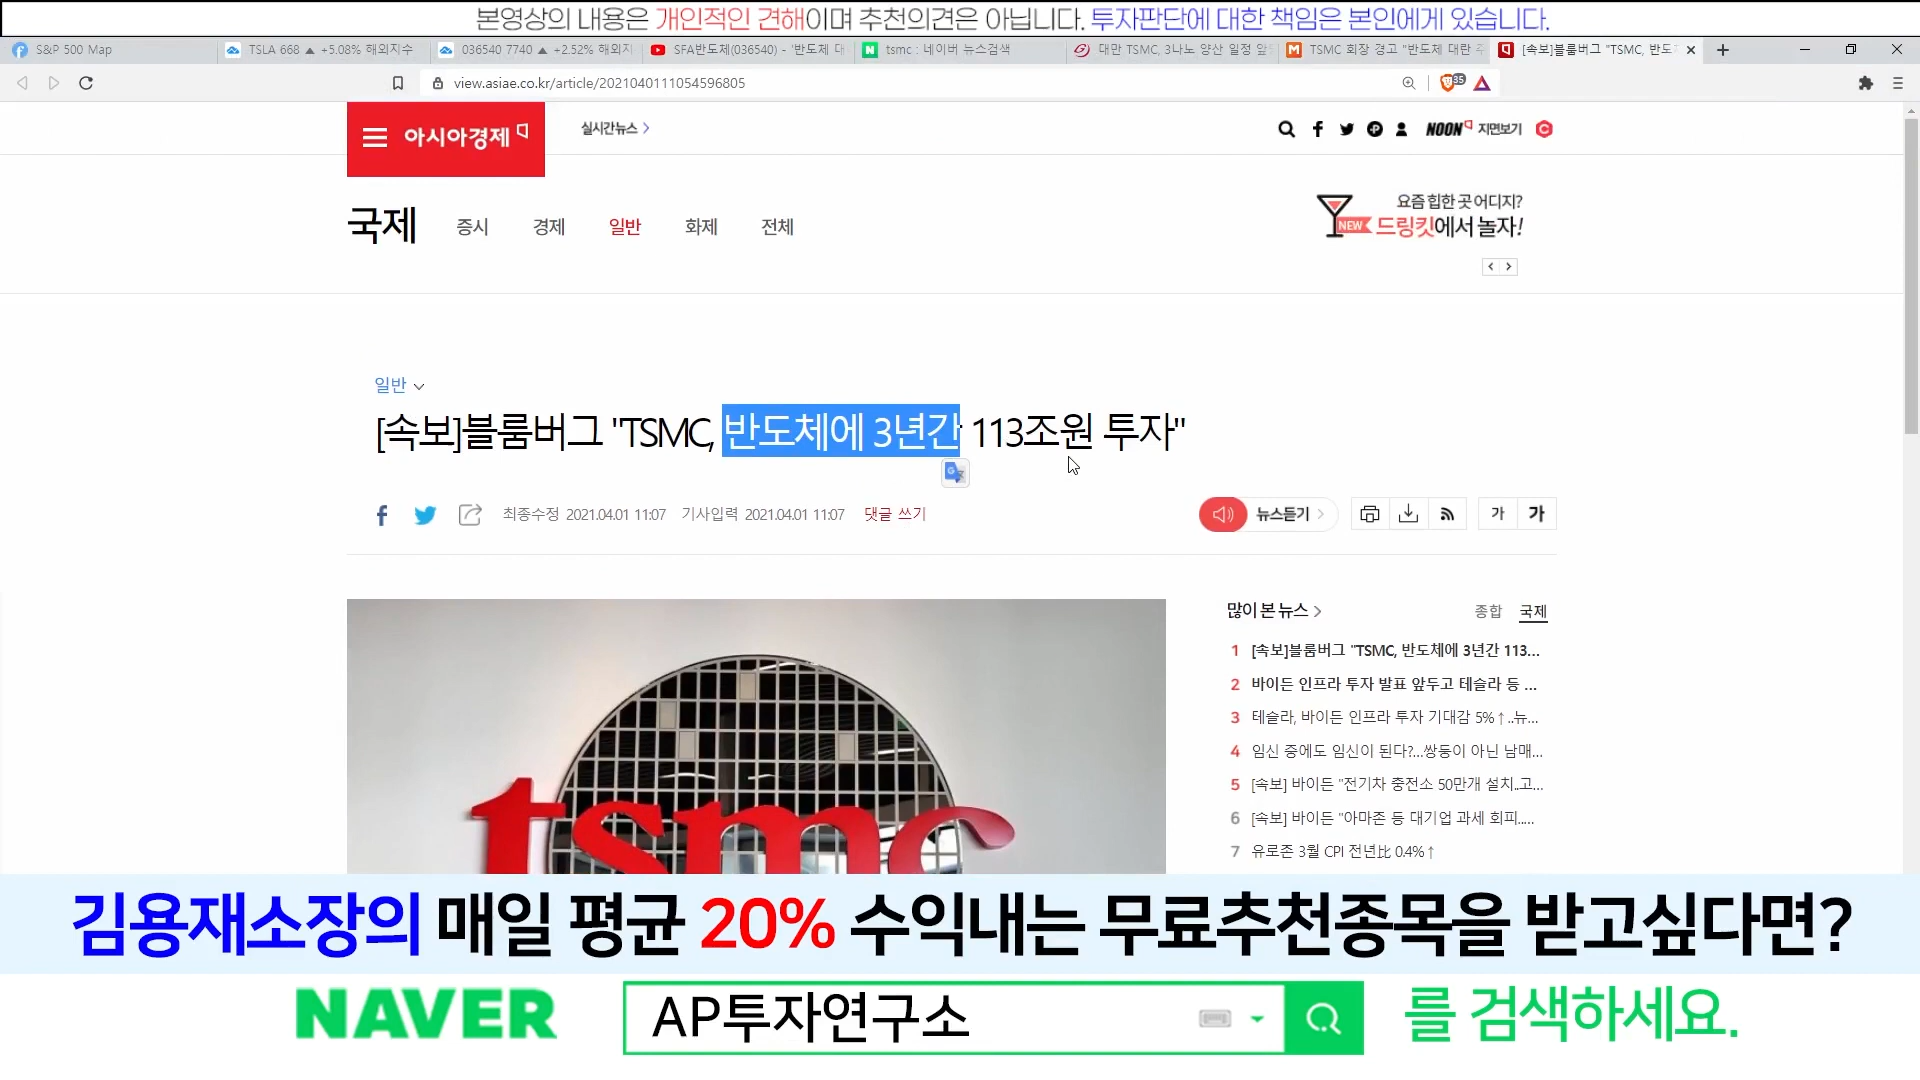 본영상의 내용은 개인적인 견해이며 추천의견은 아닙니다. 투자판단에 대한 책임은 본인에게 있습니다.
S&P 500 Map
TSLA 668 ▲ +5.08% 해외지수
036540 7740 ▲ +2.52% 해외지
SFA반도체(036540) - '반도체 대
tsmc : 네이버 뉴스검색
대만 TSMC, 3나노 양산 일정 앞
TSMC 회장 경고 "반도체 대란 
[속보]블룸버그 "TSMC, 반도
view.asiae.co.kr/article/2021040111054596805
35
아시아경제
실시간뉴스 >
NOON 지면보기
국제
증시
경제
일반
화제
전체
요즘 힙한 곳 어디지?
NEW 드링킷에서 놀자!
일반
[속보]블룸버그 "TSMC, 반도체에 3년간 113조원 투자"
최종수정 2021.04.01 11:07 기사입력 2021.04.01 11:07 댓글 쓰기
뉴스듣기 >
가 가
많이 본 뉴스 >
종합 국제
1 [속보]블룸버그 "TSMC, 반도체에 3년간 113...
2 바이든 인프라 투자 발표 앞두고 테슬라 등 ...
3 테슬라, 바이든 인프라 투자 기대감 5%↑..뉴...
4 임신 중에도 임신이 된다?...쌍둥이 아닌 남매...
5 [속보] 바이든 "전기차 충전소 50만개 설치..고...
6 [속보] 바이든 "아마존 등 대기업 과세 회피.....
7 유로존 3월 CPI 전년比 0.4%↑
tsmc
김용재소장의 매일 평균 20% 수익내는 무료추천종목을 받고싶다면?
NAVER
AP투자연구소
를 검색하세요.